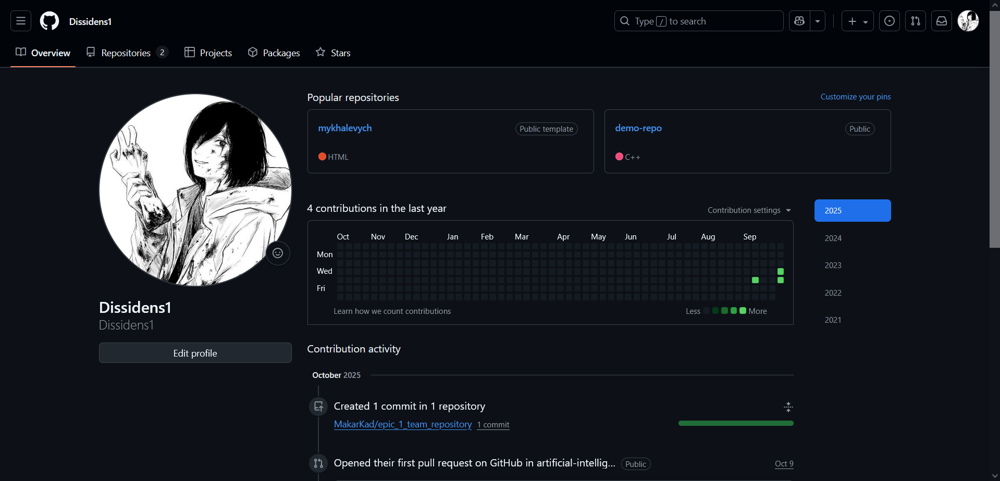 Dissidens1
Type / to search
Overview
Repositories 2
Projects
Packages
Stars
Popular repositories
Customize your pins
mykhalevych
Public template
HTML
demo-repo
Public
C++
4 contributions in the last year
Contribution settings
2025
2024
2023
2022
2021
Oct Nov Dec Jan Feb Mar Apr May Jun Jul Aug Sep
Mon
Wed
Fri
Learn how we count contributions
Less More
Dissidens1
Dissidens1
Edit profile
Contribution activity
October 2025
Created 1 commit in 1 repository
MakarKad/epic_1_team_repository 1 commit
Opened their first pull request on GitHub in artificial-intellig... Public Oct 9